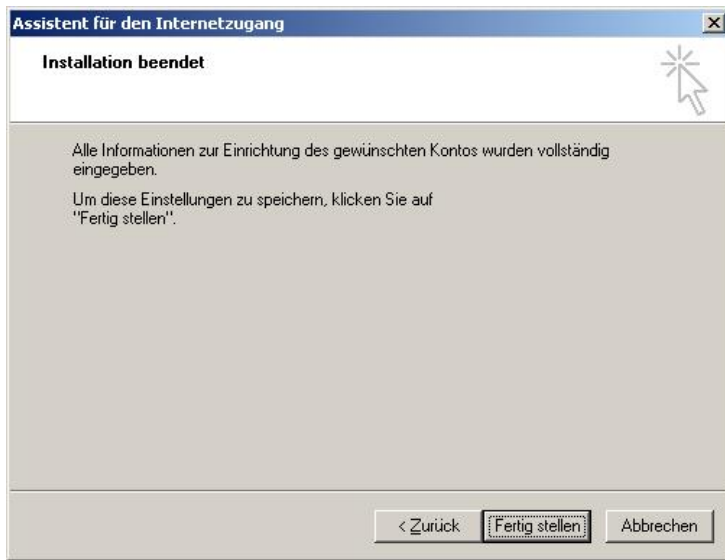 Assistent für den Internetzugang
Installation beendet
Alle Informationen zur Einrichtung des gewünschten Kontos wurden vollständig
eingegeben.
Um diese Einstellungen zu speichern, klicken Sie auf
"Fertig stellen".
< Zurück Fertig stellen Abbrechen